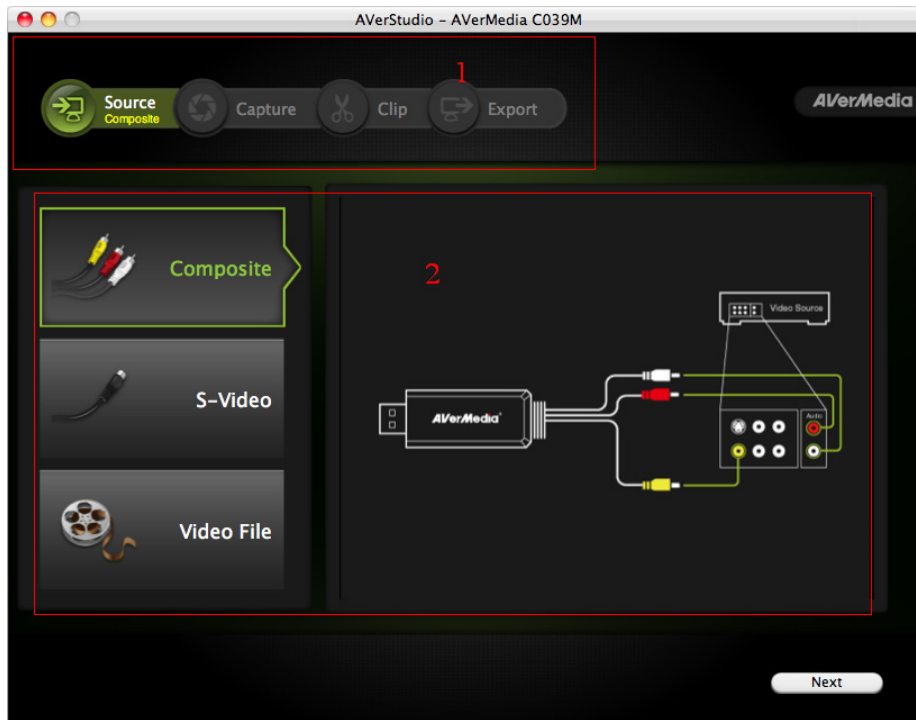 AVerStudio – AVerMedia C039M
1
Source
Composite
Capture
Clip
Export
AVerMedia
Composite
2
Video Source
S-Video
AVerMedia
Audio
Video File
Next